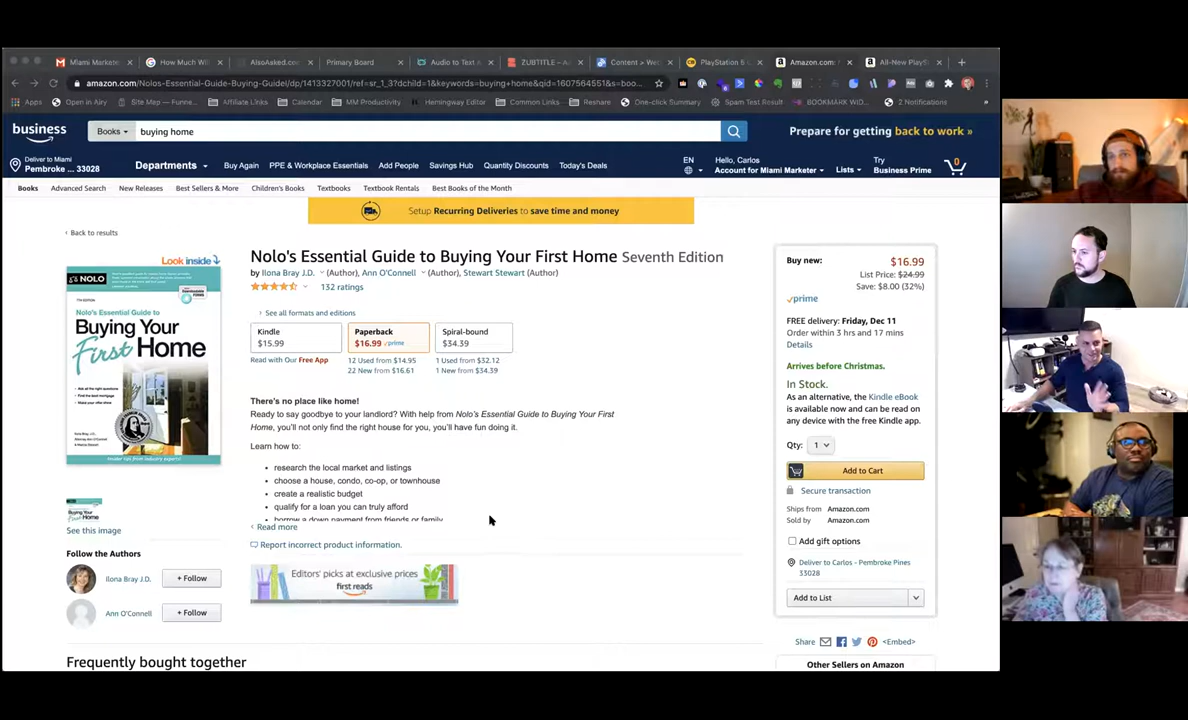 Miami Market
How Much Wi
AlsoAsked.co
Primary Board
Audio to Text
ZUBTITLE
Content > We
PlayStation 5
Amazon.com:
All-New Play
amazon.com/Nolos-Essential-Guide-Buying-Guidel/dp/1413327001/ref=sr_1_3?dchild=1&keywords=buying+home&qid=1607564551&s=boo...
Apps
Open in Airy
Site Map – Funne...
Affiliate Links
Calendar
MM Productivity
Hemingway Editor
Common Links
Reshare
One-click Summary
Spam Test Result
BOOKMARK WID...
2 Notifications
»
business
Books
buying home
Prepare for getting back to work »
Deliver to Miami
Pembroke ... 33028
Departments
Buy Again
PPE & Workplace Essentials
Add People
Savings Hub
Quantity Discounts
Today's Deals
EN
Hello, Carlos
Account for Miami Marketer
Lists
Try
Business Prime
0
Books
Advanced Search
New Releases
Best Sellers & More
Children's Books
Textbooks
Textbook Rentals
Best Books of the Month
Setup Recurring Deliveries to save time and money
‹ Back to results
Look inside
NOLO
Nolo's Essential Guide to
Buying Your
First Home
Nolo's Essential Guide to Buying Your First Home Seventh Edition
by Ilona Bray J.D. (Author), Ann O'Connell (Author), Stewart Stewart (Author)
132 ratings
› See all formats and editions
Kindle
$15.99
Paperback
$16.99 prime
Spiral-bound
$34.39
Read with Our Free App
12 Used from $14.95
22 New from $16.61
1 Used from $32.12
1 New from $34.39
There's no place like home!
Ready to say goodbye to your landlord? With help from Nolo's Essential Guide to Buying Your First
Home, you'll not only find the right house for you, you'll have fun doing it.
Learn how to:
• research the local market and listings
• choose a house, condo, co-op, or townhouse
• create a realistic budget
• qualify for a loan you can truly afford
• borrow a down payment from friends or family
Read more
Report incorrect product information.
Editors' picks at exclusive prices
first reads
See this image
Follow the Authors
Ilona Bray J.D.
+ Follow
Ann O'Connell
+ Follow
Frequently bought together
Buy new:
$16.99
List Price: $24.99
Save: $8.00 (32%)
prime
FREE delivery: Friday, Dec 11
Order within 3 hrs and 17 mins
Details
Arrives before Christmas.
In Stock.
As an alternative, the Kindle eBook
is available now and can be read on
any device with the free Kindle app.
Qty: 1
Add to Cart
Secure transaction
Ships from Amazon.com
Sold by Amazon.com
Add gift options
Deliver to Carlos - Pembroke Pines
33028
Add to List
Share
<Embed>
Other Sellers on Amazon